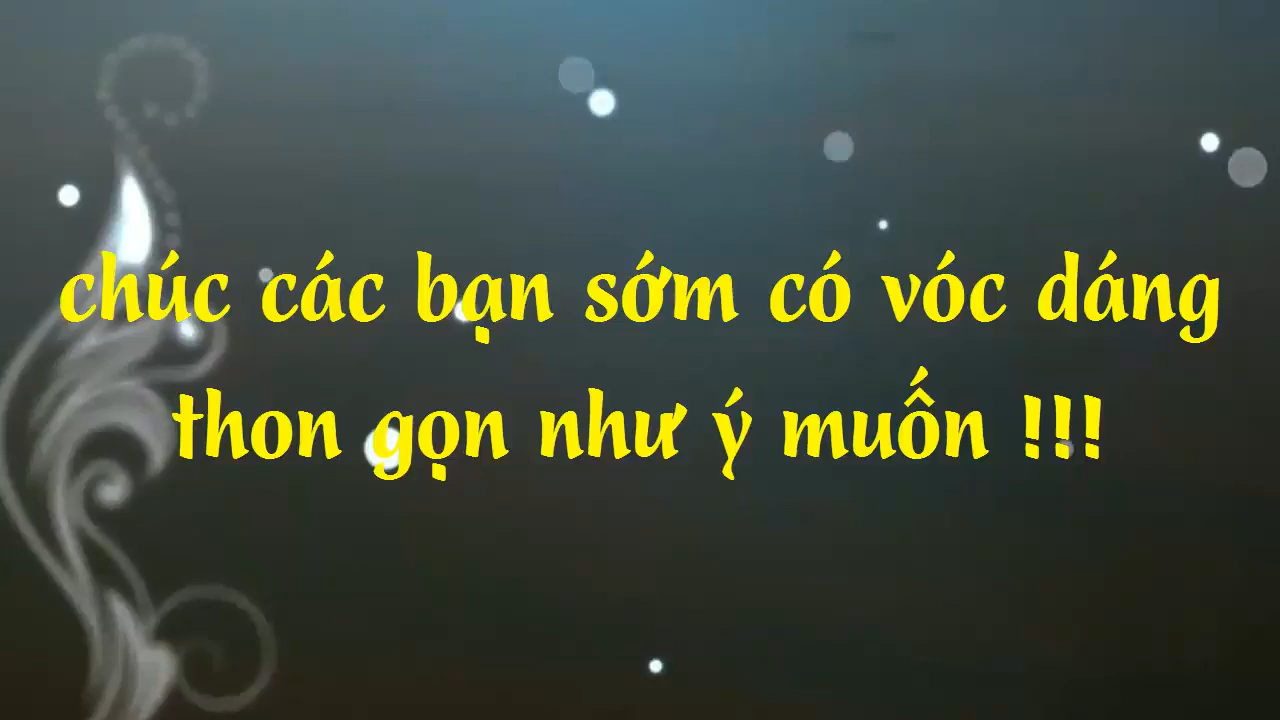 chúc các bạn sớm có vóc dáng
thon gọn như ý muốn !!!